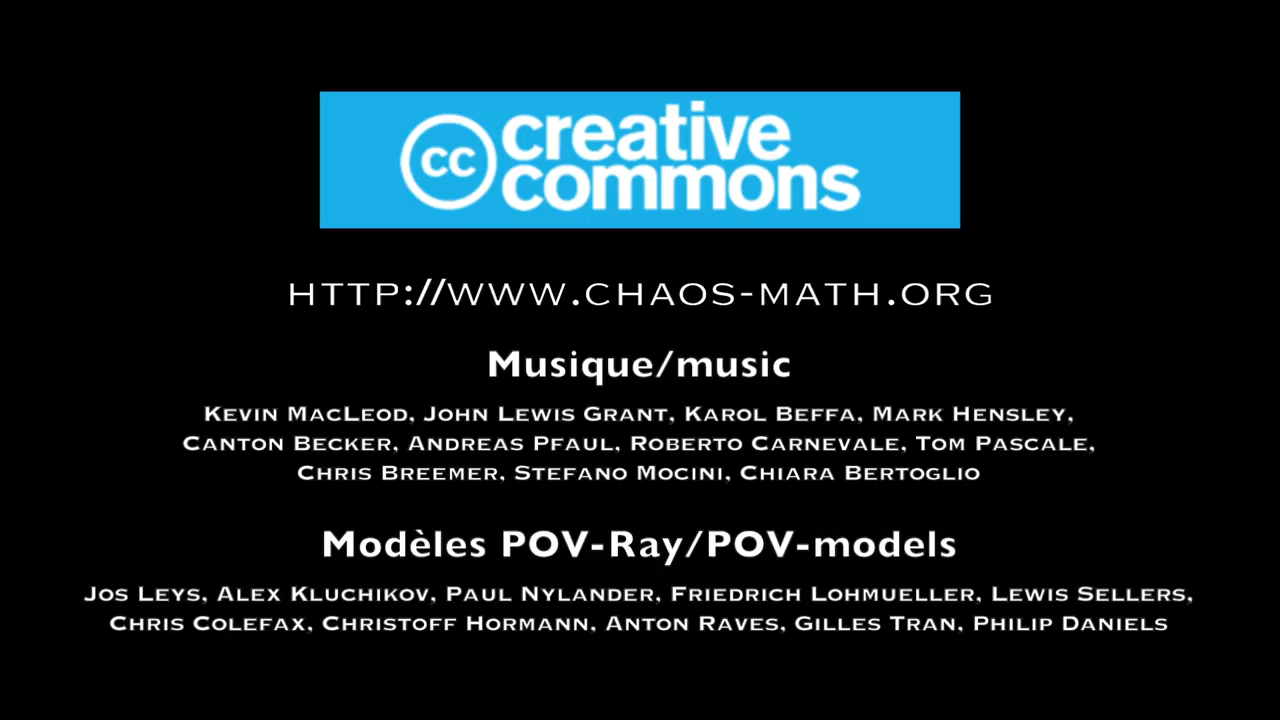 cc creative
commons
HTTP://WWW.CHAOS-MATH.ORG
Musique/music
KEVIN MACLEOD, JOHN LEWIS GRANT, KAROL BEFFA, MARK HENSLEY,
CANTON BECKER, ANDREAS PFAUL, ROBERTO CARNEVALE, TOM PASCALE,
CHRIS BREEMER, STEFANO MOCINI, CHIARA BERTOGLIO
Modèles POV-Ray/POV-models
JOS LEYS, ALEX KLUCHIKOV, PAUL NYLANDER, FRIEDRICH LOHMUELLER, LEWIS SELLERS,
CHRIS COLEFAX, CHRISTOFF HORMANN, ANTON RAVES, GILLES TRAN, PHILIP DANIELS